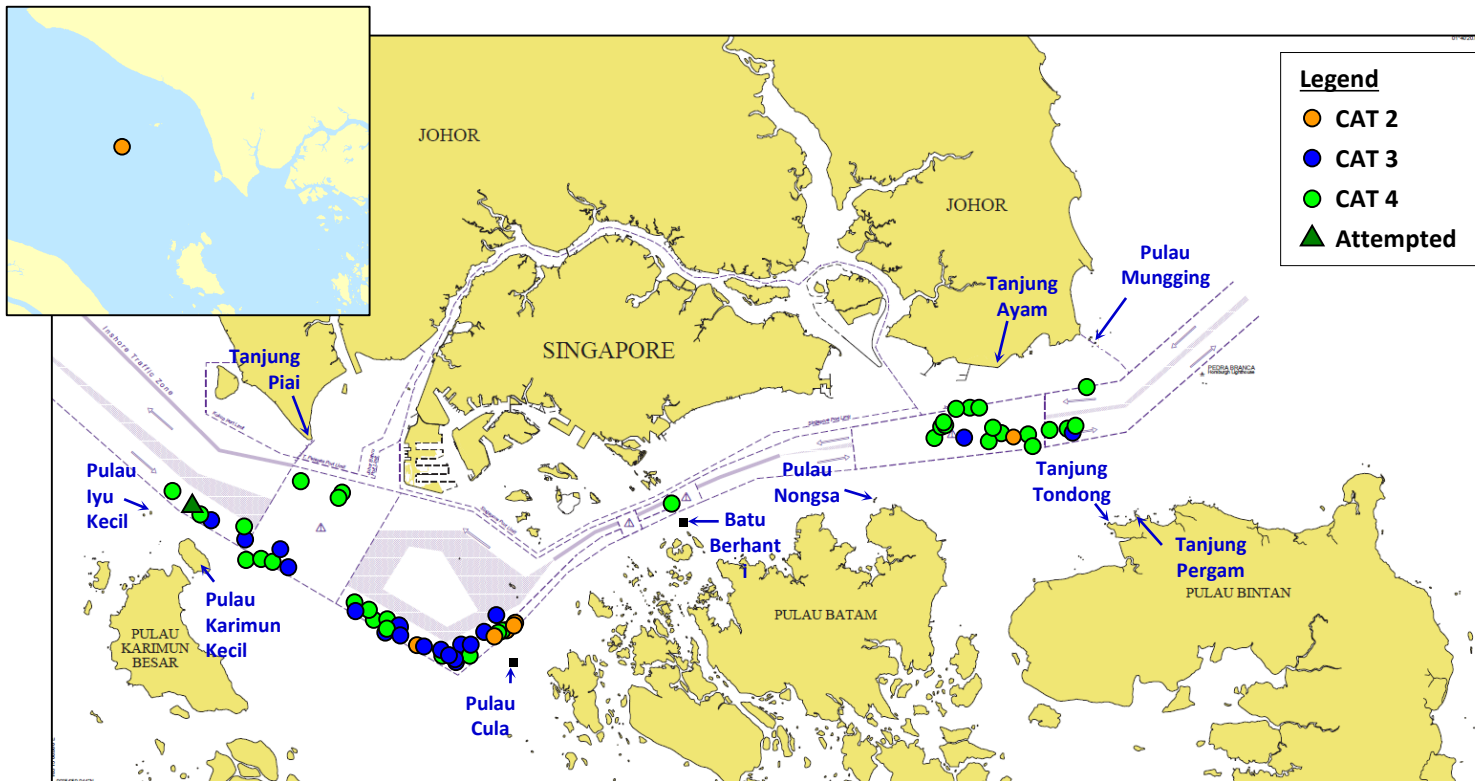 Legend
CAT 2
CAT 3
CAT 4
Attempted
JOHOR
JOHOR
SINGAPORE
Pulau
Mungging
Tanjung
Ayam
PEDRA BRANCA
Horsburgh Lighthouse
Inshore Traffic Zone
Tanjung
Piai
Pulau
Iyu
Kecil
Pulau
Nongsa
Batu
Berhant
i
Tanjung
Tondong
Tanjung
Pergam
PULAU BINTAN
PULAU BATAM
Pulau
Karimun
Kecil
PULAU
KARIMUN
BESAR
Pulau
Cula